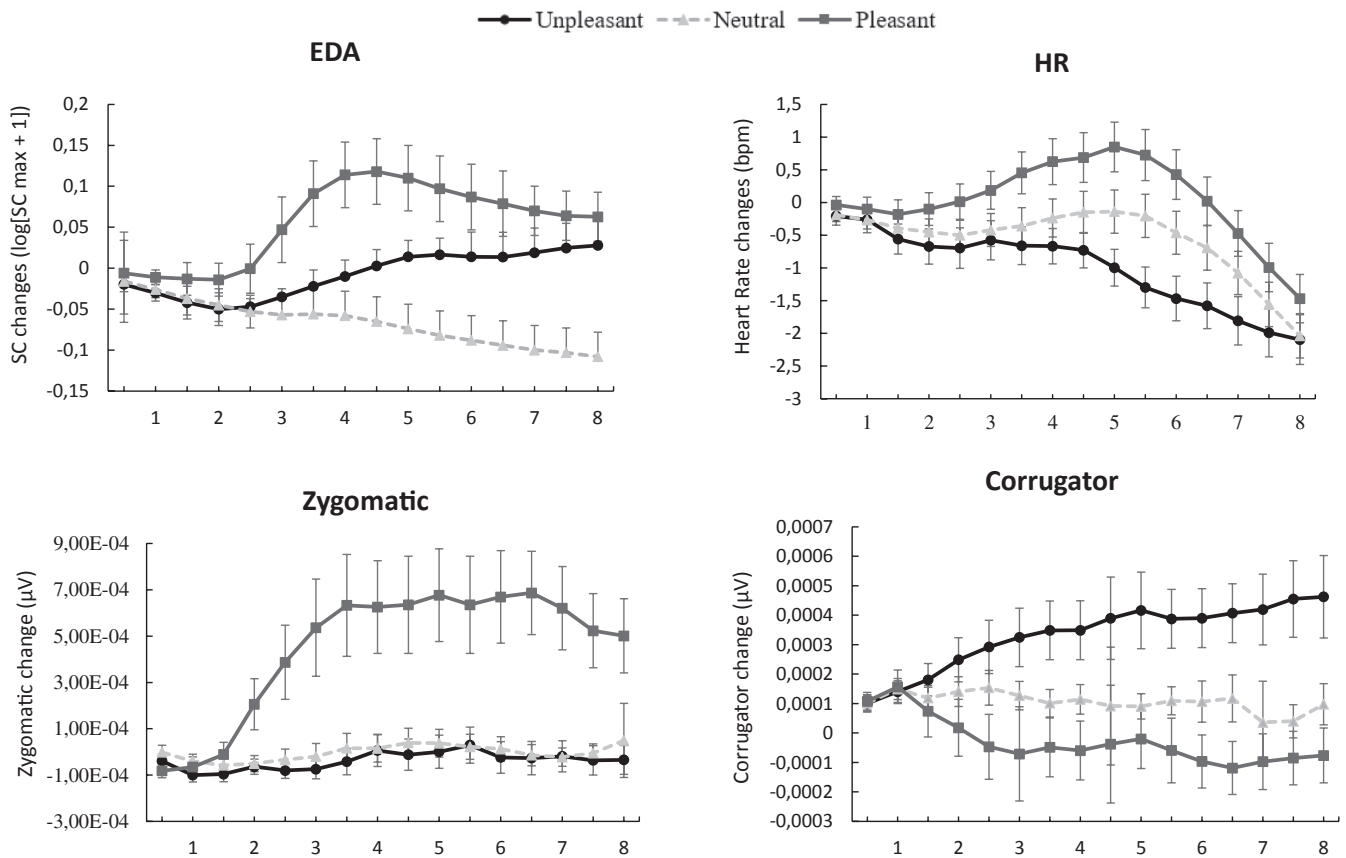 Unpleasant Neutral Pleasant
EDA
SC changes (log[SC max + 1])
0,2
0,15
0,1
0,05
0
-0,05
-0,1
-0,15
1 2 3 4 5 6 7 8
HR
Heart Rate changes (bpm)
1,5
1
0,5
0
-0,5
-1
-1,5
-2
-2,5
-3
1 2 3 4 5 6 7 8
Zygomatic
Zygomatic change (µV)
9,00E-04
7,00E-04
5,00E-04
3,00E-04
1,00E-04
-1,00E-04
-3,00E-04
1 2 3 4 5 6 7 8
Corrugator
Corrugator change (µV)
0,0007
0,0006
0,0005
0,0004
0,0003
0,0002
0,0001
0
-0,0001
-0,0002
-0,0003
1 2 3 4 5 6 7 8